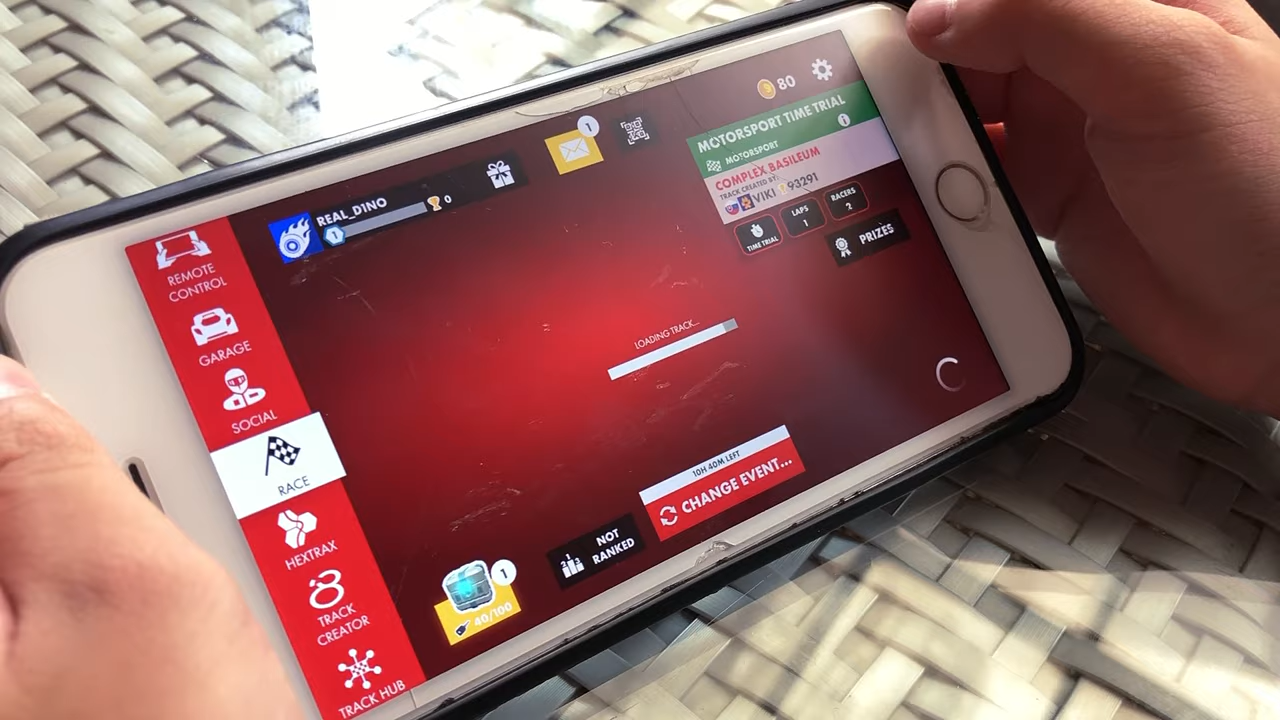 80
1
REAL_DINO
1
0
MOTORSPORT TIME TRIAL
MOTORSPORT
COMPLEX BASILEUM
TRACK CREATED BY:
VIKI
93291
TIME TRIAL
LAPS
1
RACERS
2
PRIZES
REMOTE
CONTROL
GARAGE
SOCIAL
RACE
HEXTRAX
TRACK
CREATOR
TRACK HUB
LOADING TRACK...
10H 40M LEFT
CHANGE EVENT...
NOT
RANKED
1
40/100